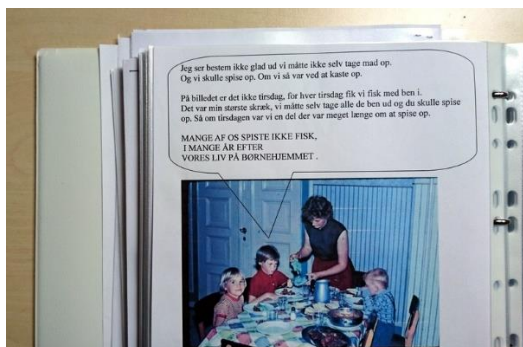 Jeg ser bestem ikke glad ud vi måtte ikke selv tage mad op.
Og vi skulle spise op. Om vi så var ved at kaste op.
På billedet er det ikke tirsdag, for hver tirsdag fik vi fisk med ben i.
Det var min største skræk, vi måtte selv tage alle de ben ud og du skulle spise
op. Så om tirsdagen var vi en del der var meget længe om at spise op.
MANGE AF OS SPISTE IKKE FISK,
I MANGE ÅR EFTER
VORES LIV PÅ BØRNEHJEMMET .